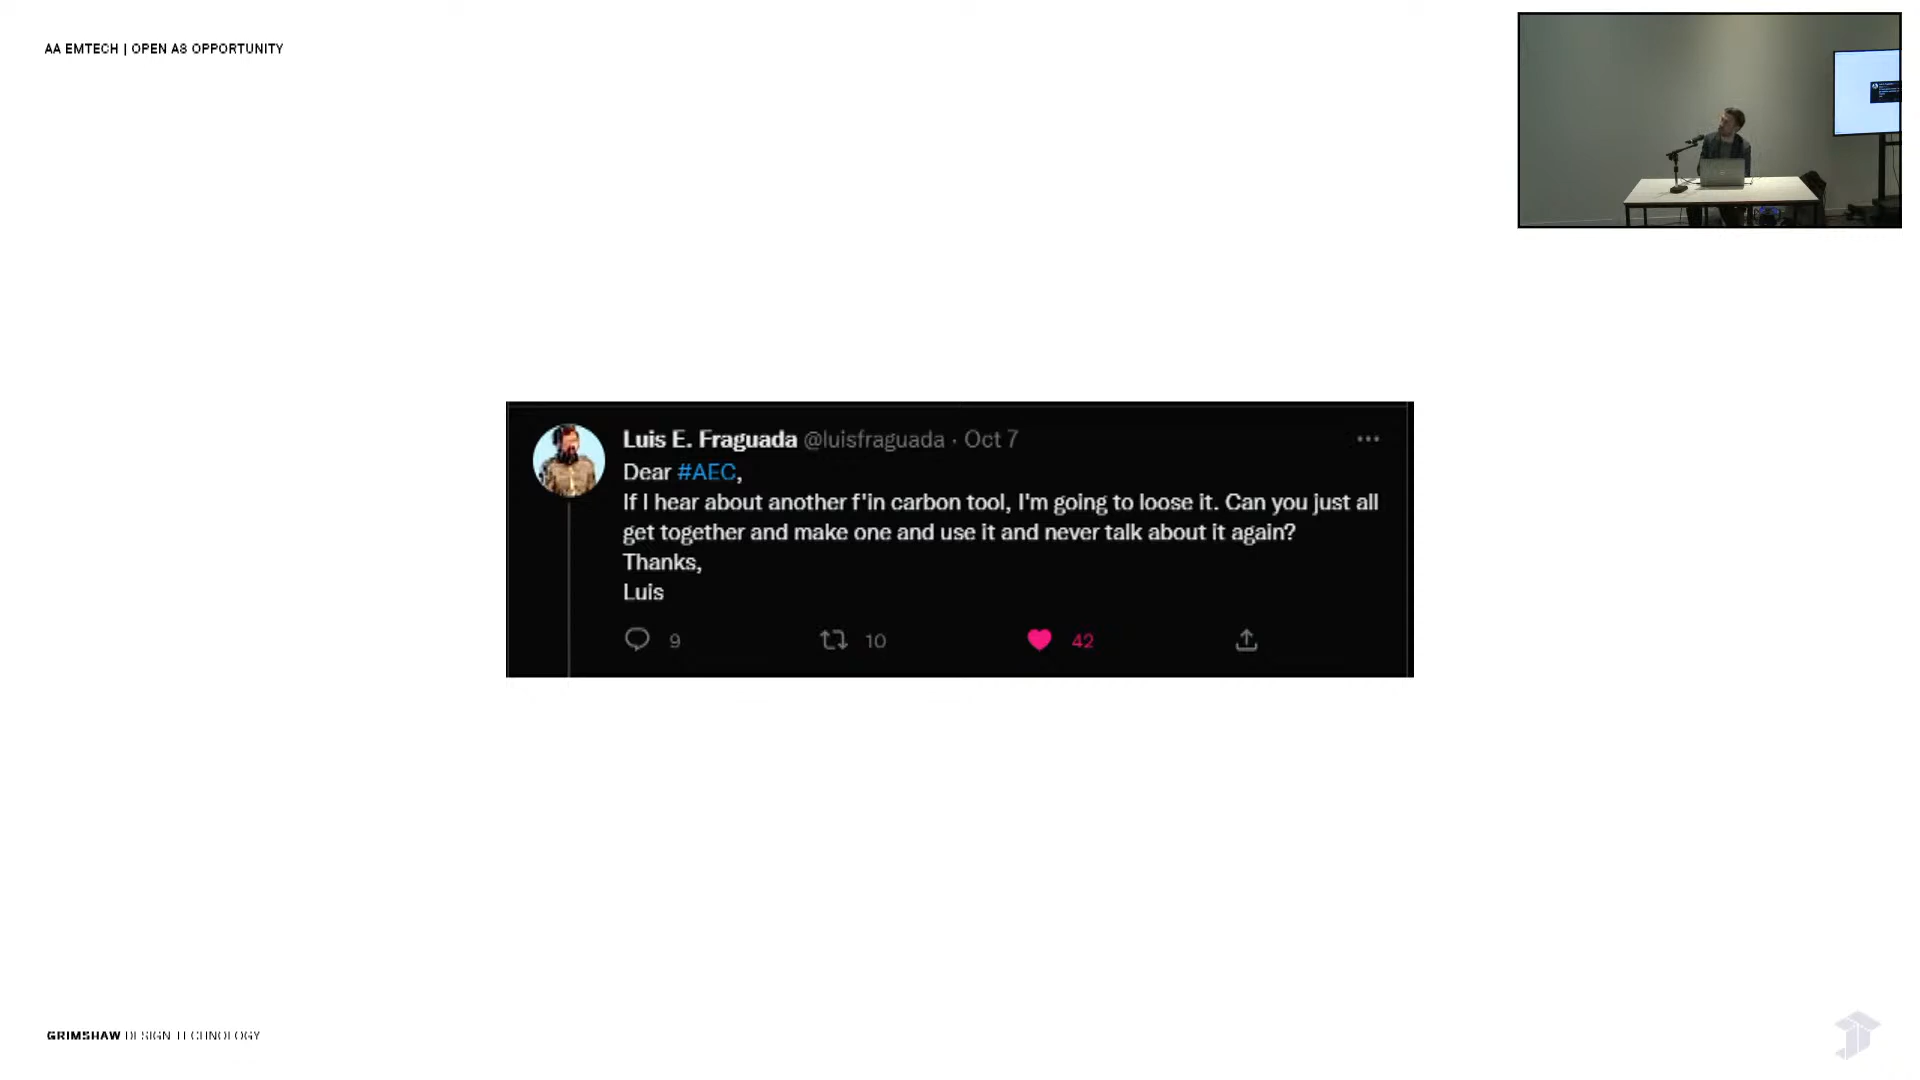 AA EMTECH | OPEN AS OPPORTUNITY
Luis E. Fraguada @luisfraguada · Oct 7
Dear #AEC,
If I hear about another f'in carbon tool, I'm going to loose it. Can you just all
get together and make one and use it and never talk about it again?
Thanks,
Luis
9 10 42
GRIMSHAW DESIGN TECHNOLOGY